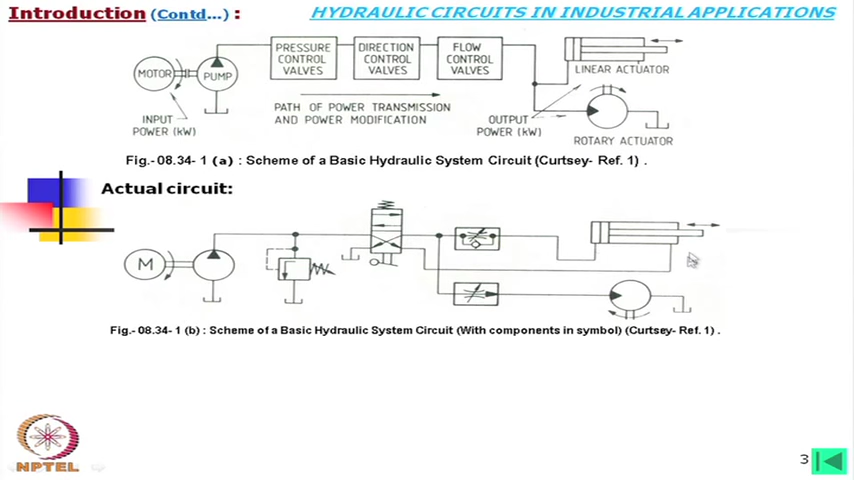 Introduction (Contd…) :
HYDRAULIC CIRCUITS IN INDUSTRIAL APPLICATIONS
MOTOR
PUMP
PRESSURE
CONTROL
VALVES
DIRECTION
CONTROL
VALVES
FLOW
CONTROL
VALVES
LINEAR ACTUATOR
INPUT
POWER (kW)
PATH OF POWER TRANSMISSION
AND POWER MODIFICATION
OUTPUT
POWER (kW)
ROTARY ACTUATOR
Fig.- 08.34- 1 (a) : Scheme of a Basic Hydraulic System Circuit (Curtsey- Ref. 1) .
Actual circuit:
M
Fig.- 08.34- 1 (b) : Scheme of a Basic Hydraulic System Circuit (With components in symbol) (Curtsey- Ref. 1) .
NPTEL
3